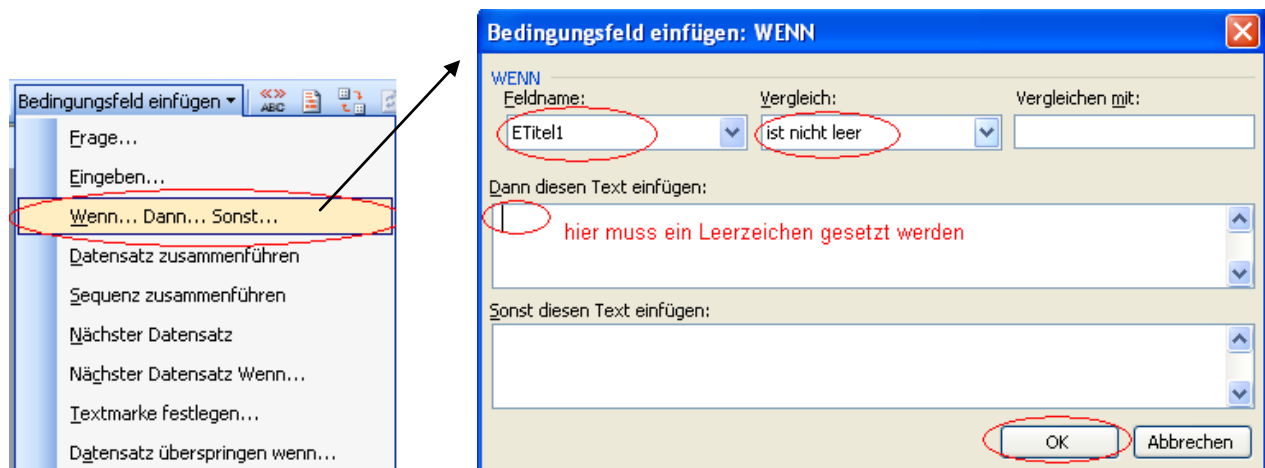 Bedingungsfeld einfügen
ABC
Frage...
Eingeben...
Wenn... Dann... Sonst...
Datensatz zusammenführen
Sequenz zusammenführen
Nächster Datensatz
Nächster Datensatz Wenn...
Textmarke festlegen...
Datensatz überspringen wenn...
Bedingungsfeld einfügen: WENN
WENN
Feldname: Vergleich: Vergleichen mit:
ETitel1 ist nicht leer
Dann diesen Text einfügen:
hier muss ein Leerzeichen gesetzt werden
Sonst diesen Text einfügen:
OK Abbrechen